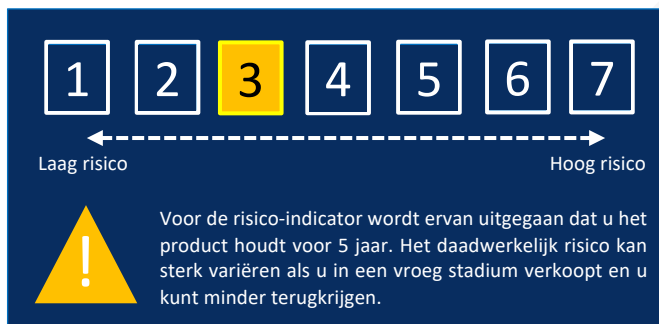 1 2 3 4 5 6 7
Laag risico Hoog risico
!
Voor de risico-indicator wordt ervan uitgegaan dat u het
product houdt voor 5 jaar. Het daadwerkelijk risico kan
sterk variëren als u in een vroeg stadium verkoopt en u
kunt minder terugkrijgen.